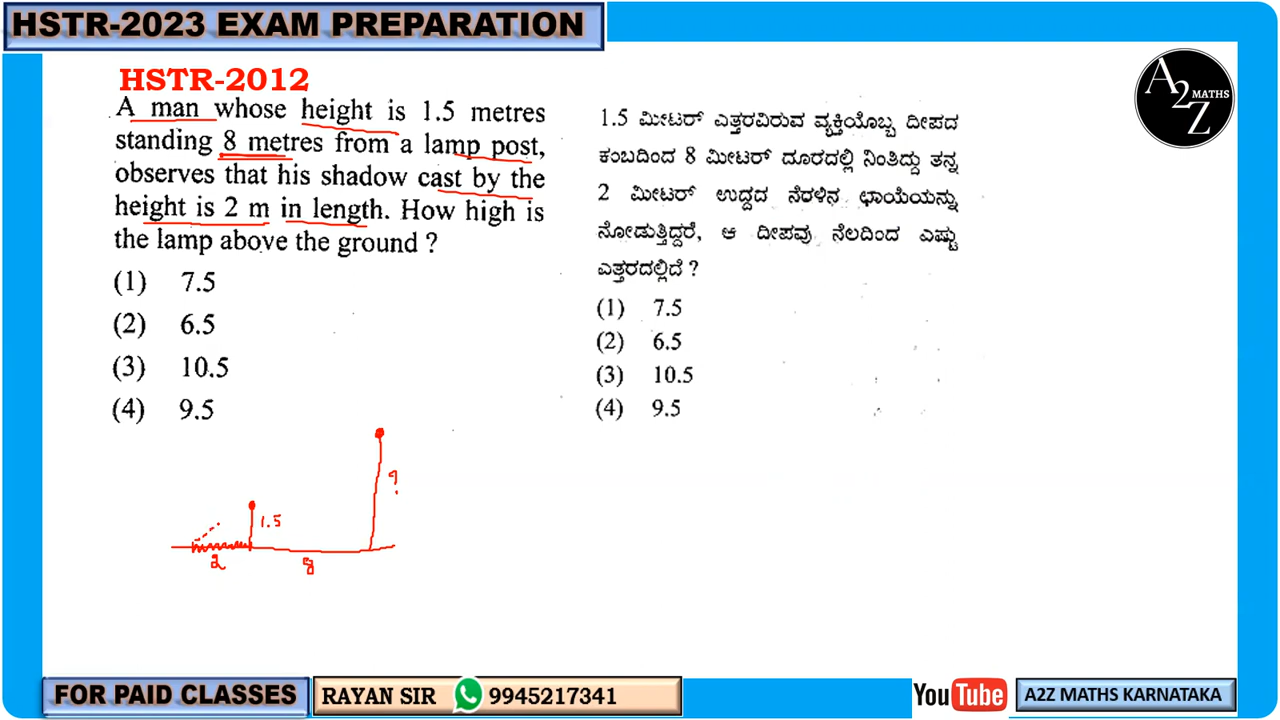 HSTR-2023 EXAM PREPARATION
HSTR-2012
A man whose height is 1.5 metres
standing 8 metres from a lamp post,
observes that his shadow cast by the
height is 2 m in length. How high is
the lamp above the ground ?
(1) 7.5
(2) 6.5
(3) 10.5
(4) 9.5
1.5 ಮೀಟರ್ ಎತ್ತರವಿರುವ ವ್ಯಕ್ತಿಯೊಬ್ಬ ದೀಪದ
ಕಂಬದಿಂದ 8 ಮೀಟರ್ ದೂರದಲ್ಲಿ ನಿಂತಿದ್ದು ತನ್ನ
2 ಮೀಟರ್ ಉದ್ದದ ನೆರಳಿನ ಛಾಯೆಯನ್ನು
ನೋಡುತ್ತಿದ್ದರೆ, ಆ ದೀಪವು ನೆಲದಿಂದ ಎಷ್ಟು
ಎತ್ತರದಲ್ಲಿದೆ ?
(1) 7.5
(2) 6.5
(3) 10.5
(4) 9.5
A2Z MATHS
?
1.5
2
8
FOR PAID CLASSES
RAYAN SIR 9945217341
YouTube
A2Z MATHS KARNATAKA